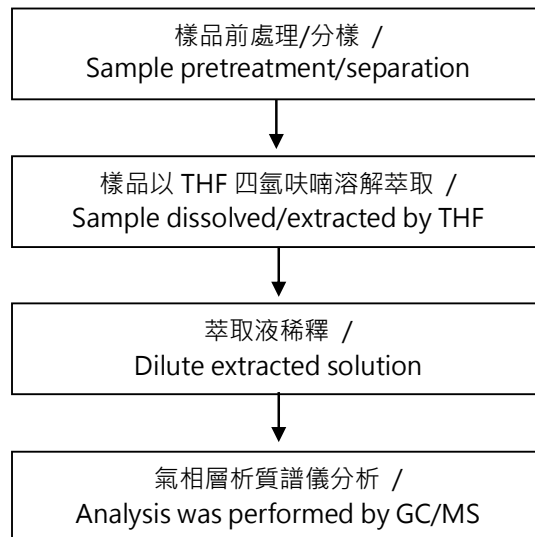 樣品前處理/分樣 /
Sample pretreatment/separation
樣品以 THF 四氫呋喃溶解萃取 /
Sample dissolved/extracted by THF
萃取液稀釋 /
Dilute extracted solution
氣相層析質譜儀分析 /
Analysis was performed by GC/MS